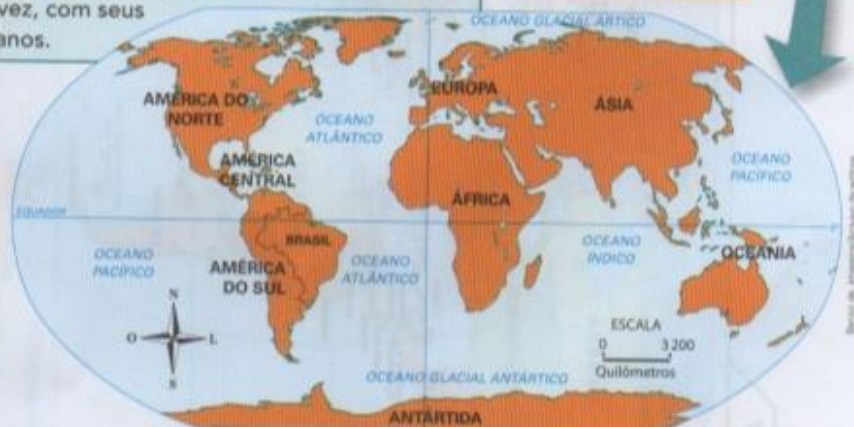 vez, com seus
anos.
OCEANO GLACIAL ÁRTICO
AMÉRICA DO
NORTE
EUROPA
ÁSIA
OCEANO
ATLÂNTICO
AMÉRICA
CENTRAL
OCEANO
PACÍFICO
ÁFRICA
EQUADOR
BRASIL
OCEANO
PACÍFICO
AMÉRICA
DO SUL
OCEANO
ATLÂNTICO
OCEANO
ÍNDICO
OCEANIA
N
O L
S
ESCALA
0 3 200
Quilômetros
OCEANO GLACIAL ANTÁRTICO
ANTÁRTIDA